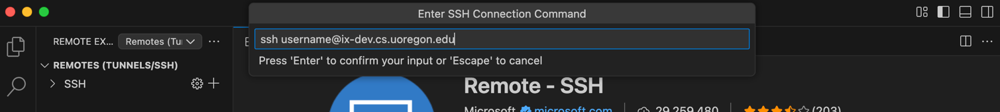 Enter SSH Connection Command
ssh username@ix-dev.cs.uoregon.edu
Press 'Enter' to confirm your input or 'Escape' to cancel
REMOTE EX... Remotes (Tu
REMOTES (TUNNELS/SSH)
SSH
Remote - SSH
Microsoft microsoft.com 29,259,480 (203)